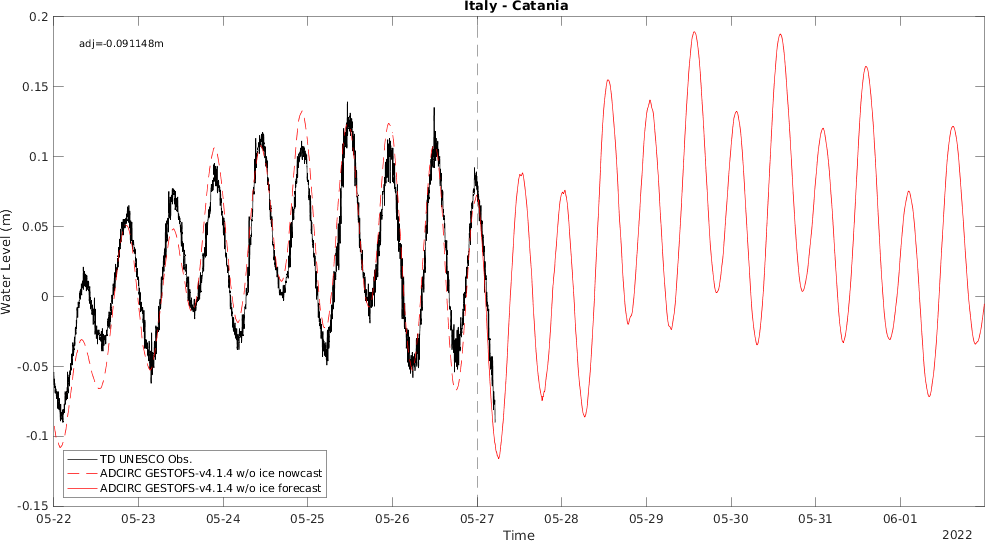 Italy - Catania
adj=-0.091148m
Water Level (m)
0.2
0.15
0.1
0.05
0
-0.05
-0.1
-0.15
TD UNESCO Obs.
ADCIRC GESTOFS-v4.1.4 w/o ice nowcast
ADCIRC GESTOFS-v4.1.4 w/o ice forecast
05-22 05-23 05-24 05-25 05-26 05-27 05-28 05-29 05-30 05-31 06-01
Time
2022